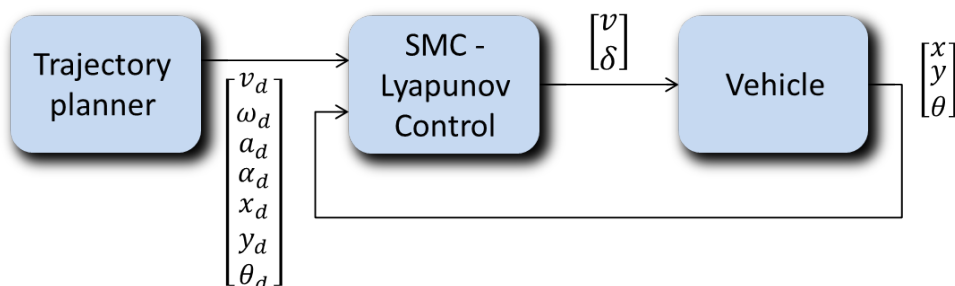 Trajectory
planner
v_d
ω_d
a_d
α_d
x_d
y_d
θ_d
SMC -
Lyapunov
Control
v
δ
Vehicle
x
y
θ